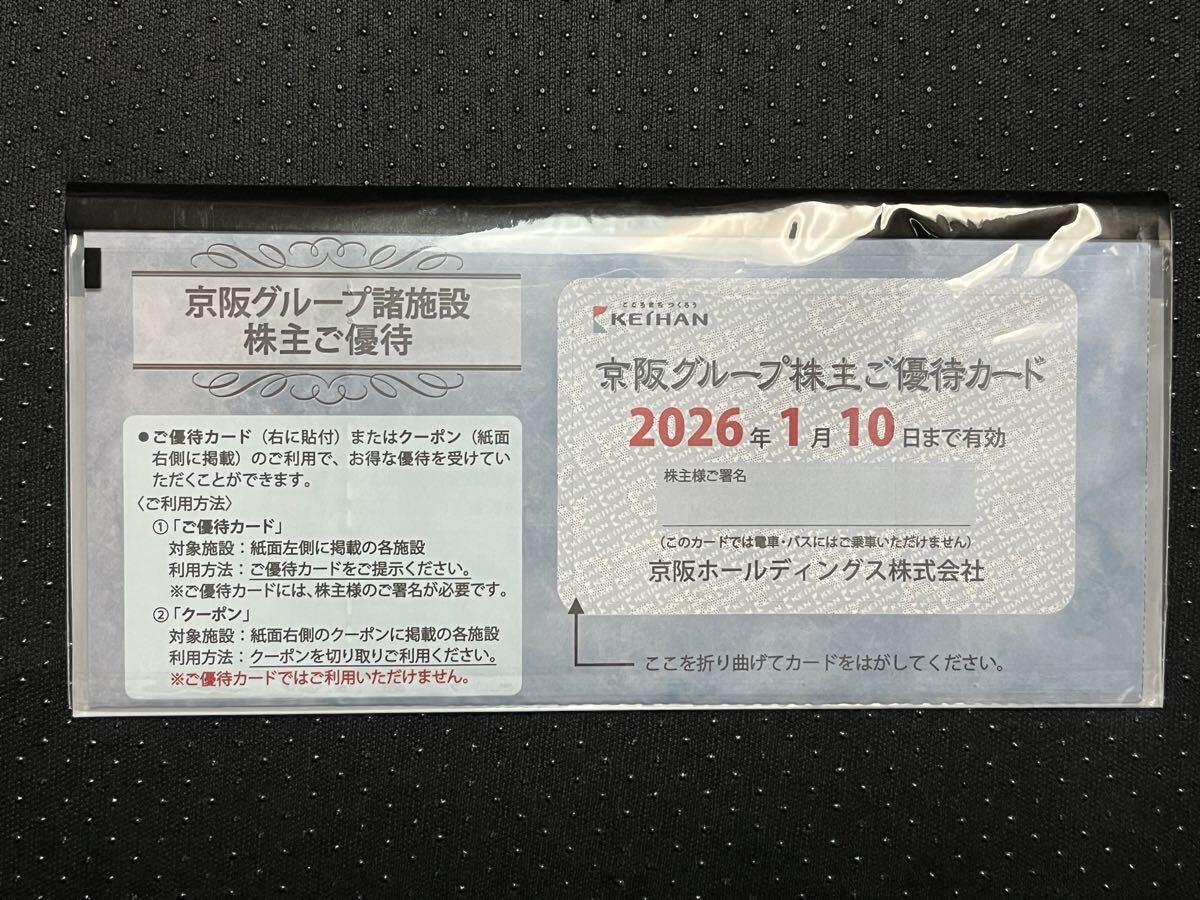 京阪グループ諸施設
株主ご優待
●ご優待カード（右に貼付）またはクーポン（紙面
右側に掲載）のご利用で、お得な優待を受けてい
ただくことができます。
〈ご利用方法〉
①「ご優待カード」
対象施設：紙面左側に掲載の各施設
利用方法：ご優待カードをご提示ください。
※ご優待カードには、株主様のご署名が必要です。
②「クーポン」
対象施設：紙面右側のクーポンに掲載の各施設
利用方法：クーポンを切り取りご利用ください。
※ご優待カードではご利用いただけません。
こころまち つくろう
KEIHAN
京阪グループ株主ご優待カード
2026年1月10日まで有効
株主様ご署名
（このカードでは電車・バスにはご乗車いただけません）
京阪ホールディングス株式会社
ここを折り曲げてカードをはがしてください。